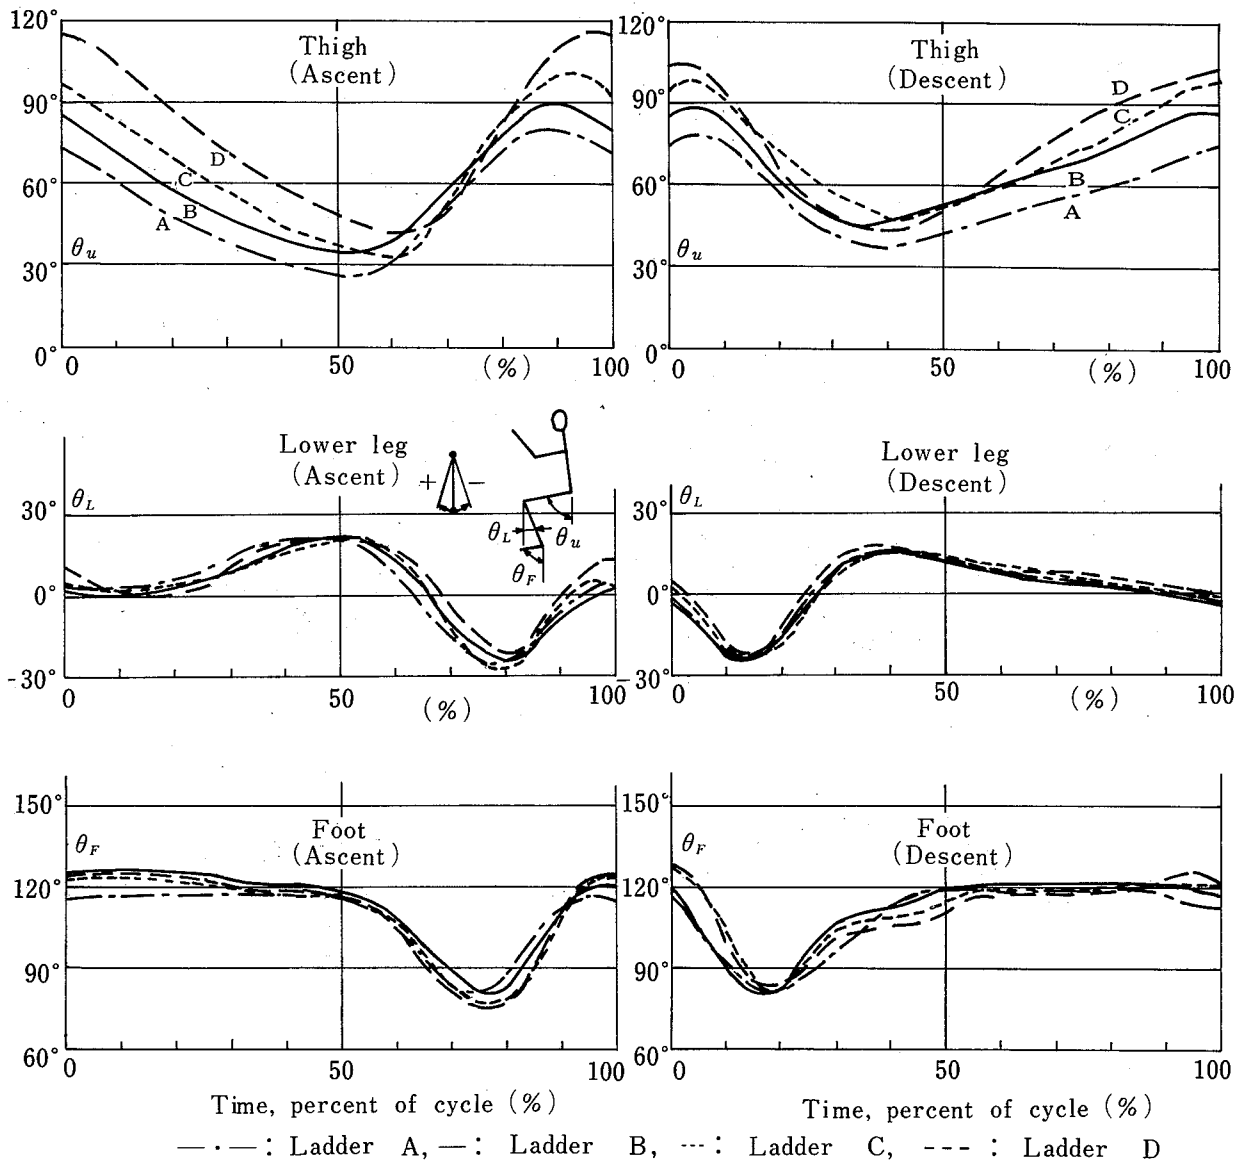 120°
90°
60°
30°
0°
θu
Thigh
(Ascent)
D
C
B
A
0
50
(%)
100
120°
90°
60°
30°
0°
θu
Thigh
(Descent)
D
C
B
A
0
50
(%)
100
Lower leg
(Ascent)
θL
30°
0°
-30°
+
-
θL
θu
θF
0
50
(%)
100
Lower leg
(Descent)
θL
30°
0°
-30°
0
50
(%)
100
150°
120°
90°
60°
θF
Foot
(Ascent)
0
50
100
Time, percent of cycle (%)
150°
120°
90°
60°
θF
Foot
(Descent)
0
50
100
Time, percent of cycle (%)
—·—: Ladder A, —: Ladder B, ---: Ladder C, ---: Ladder D